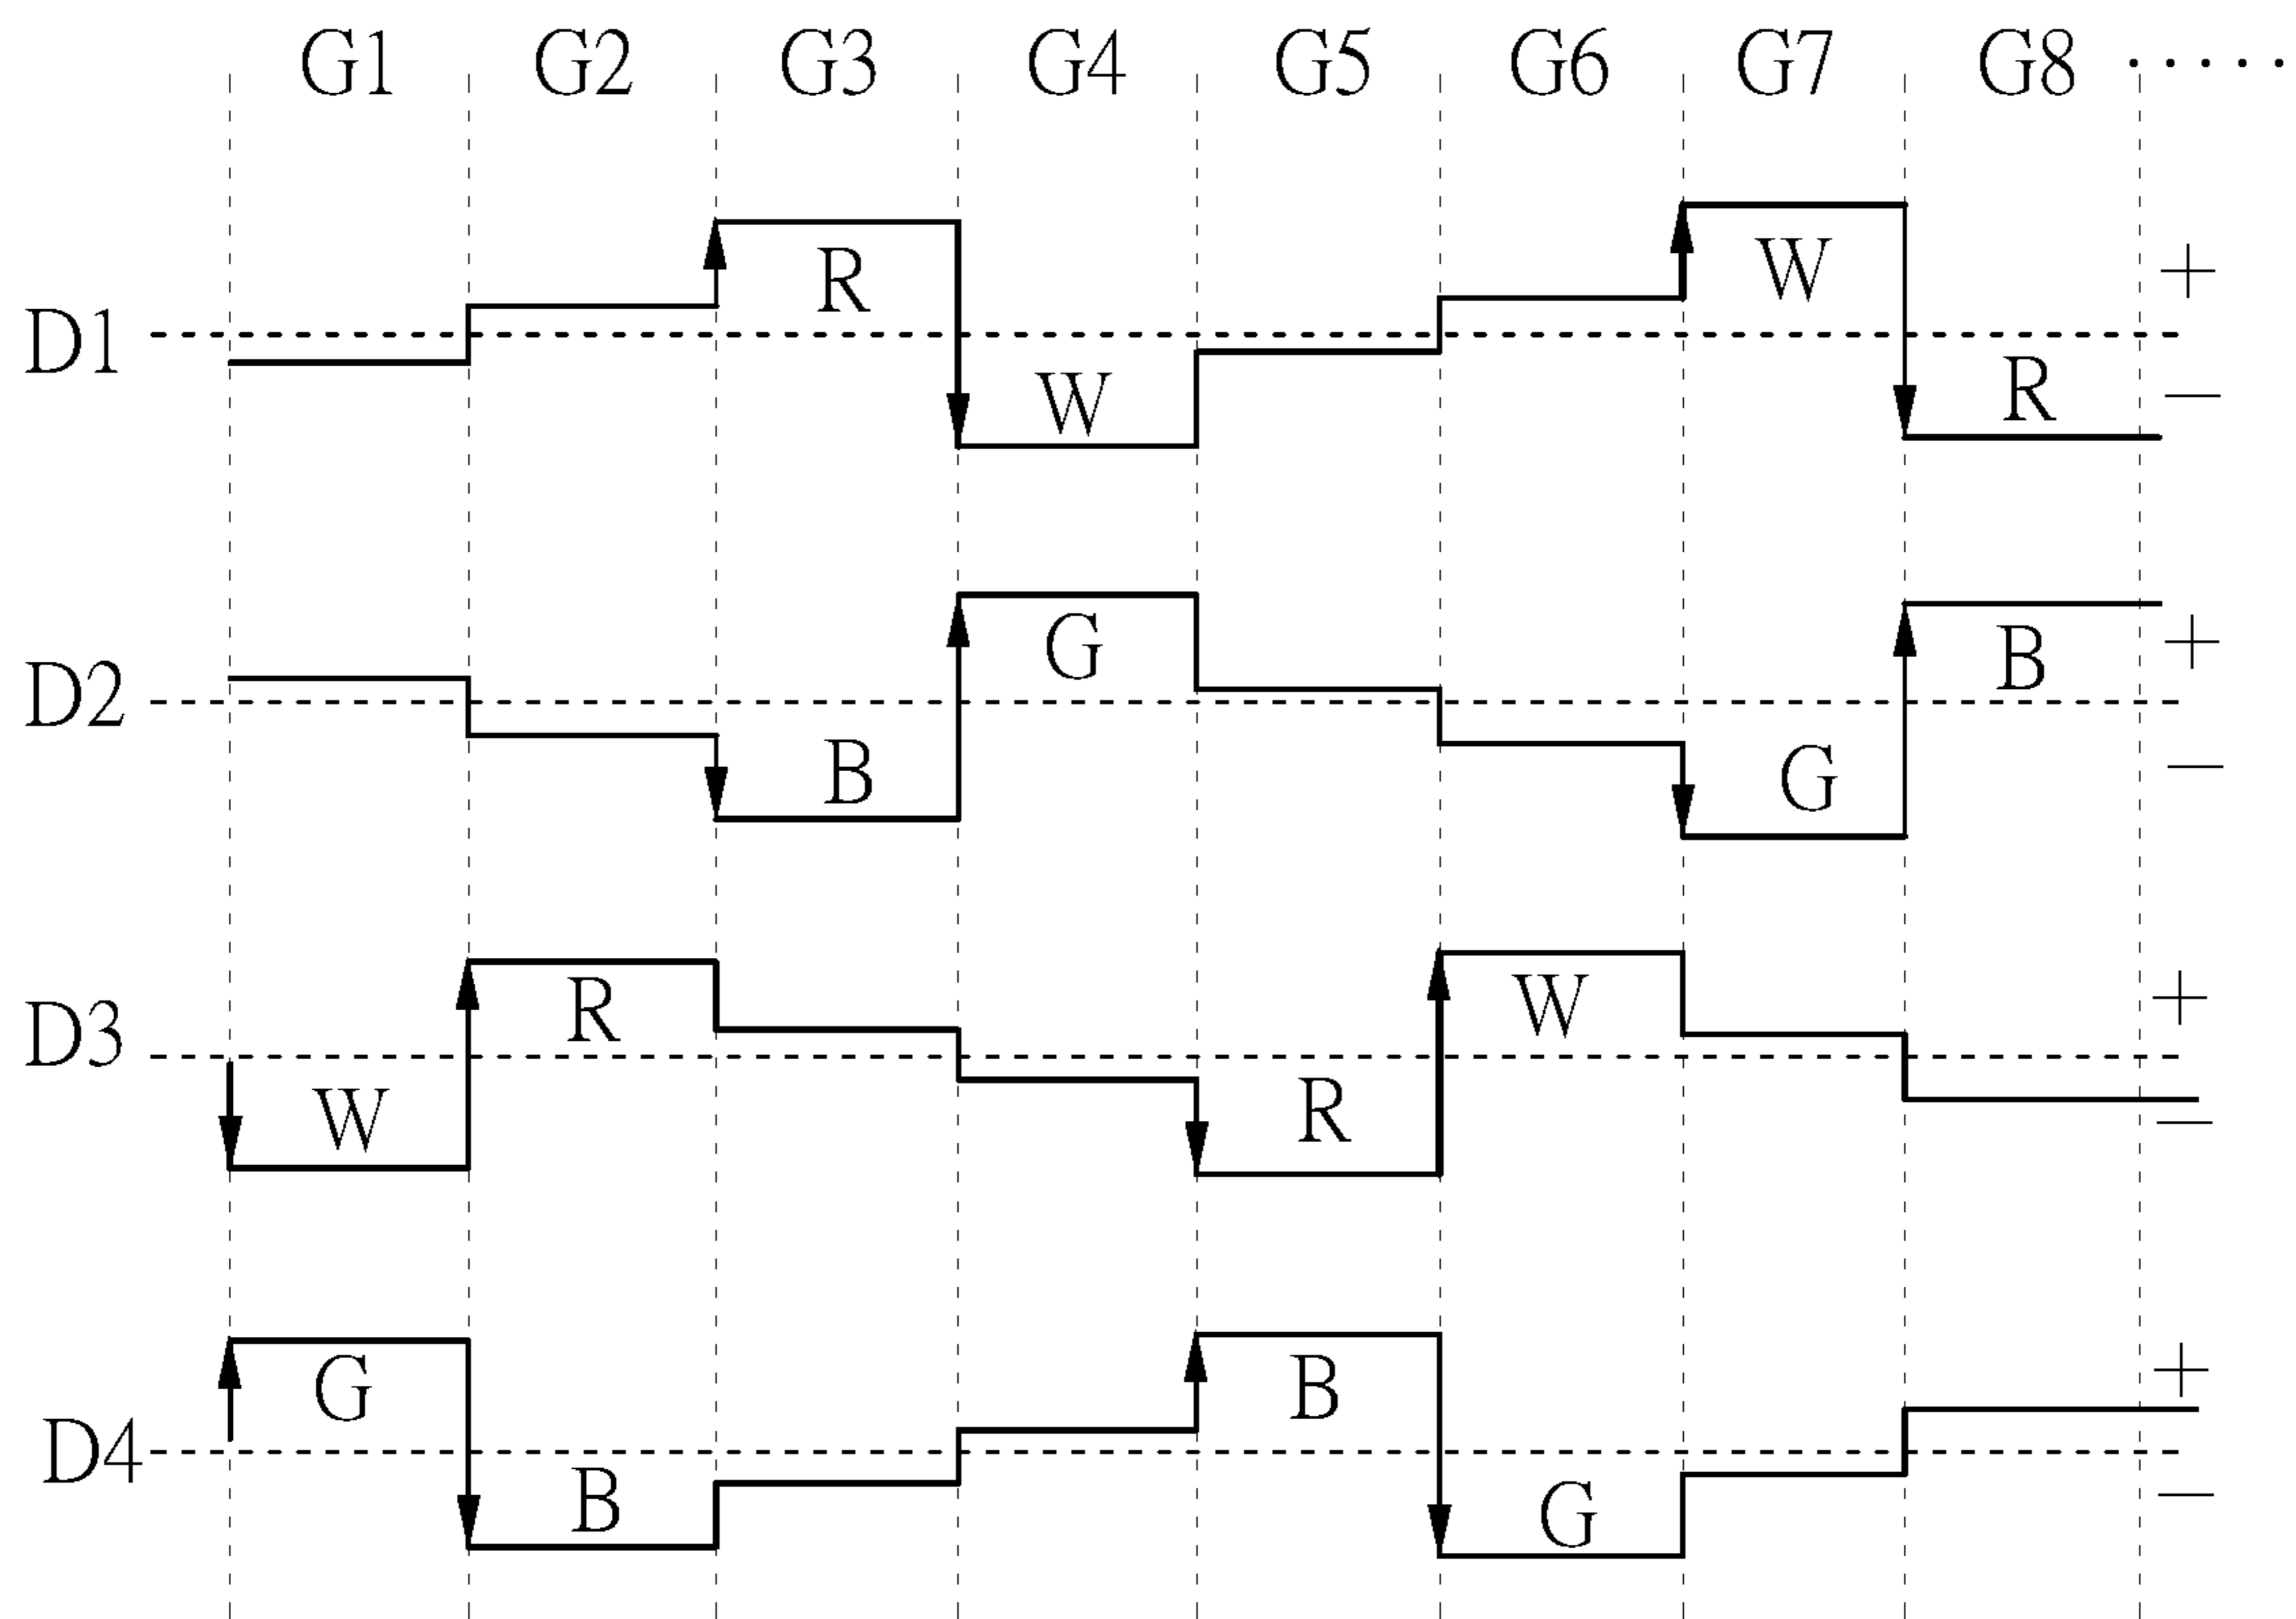 G1 G2 G3 G4 G5 G6 G7 G8 ·····
R W +
D1
W R −
G B +
D2
B G −
R W +
D3
W R −
G B +
D4
B G −